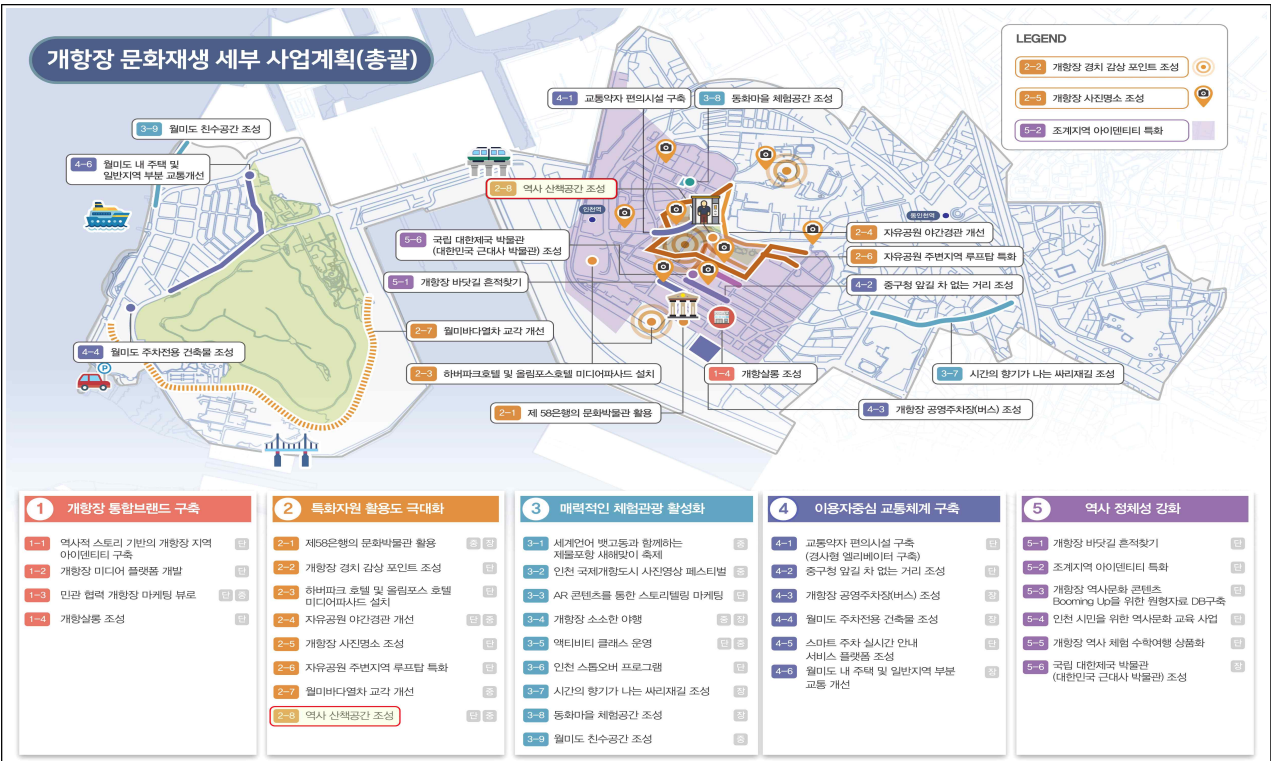 개항장 문화재생 세부 사업계획(총괄)
LEGEND
2-2 개항장 경치 감상 포인트 조성
2-5 개항장 사진명소 조성
5-2 조계지역 아이덴티티 특화
4-1 교통약자 편의시설 구축
3-8 동화마을 체험공간 조성
3-9 월미도 친수공간 조성
4-6 월미도 내 주택 및
일반지역 부분 교통개선
2-8 역사 산책공간 조성
인천역
동인천역
2-4 자유공원 야간경관 개선
5-6 국립 대한제국 박물관
(대한민국 근대사 박물관) 조성
2-6 자유공원 주변지역 루프탑 특화
5-1 개항장 바닷길 흔적찾기
4-2 중구청 앞길 차 없는 거리 조성
2-7 월미바다열차 교각 개선
4-4 월미도 주차전용 건축물 조성
P
2-3 하버파크호텔 및 올림포스호텔 미디어파사드 설치
1-4 개항살롱 조성
3-7 시간의 향기가 나는 싸리재길 조성
2-1 제 58은행의 문화박물관 활용
4-3 개항장 공영주차장(버스) 조성
1 개항장 통합브랜드 구축
1-1 역사적 스토리 기반의 개항장 지역 단
아이덴티티 구축
1-2 개항장 미디어 플랫폼 개발 단
1-3 민관 협력 개항장 마케팅 뷰로 단 중
1-4 개항살롱 조성 단
2 특화자원 활용도 극대화
2-1 제58은행의 문화박물관 활용 중 장
2-2 개항장 경치 감상 포인트 조성 단
2-3 하버파크 호텔 및 올림포스 호텔 단
미디어파사드 설치
2-4 자유공원 야간경관 개선 단 중
2-5 개항장 사진명소 조성 단
2-6 자유공원 주변지역 루프탑 특화 단
2-7 월미바다열차 교각 개선 중
2-8 역사 산책공간 조성 단 중
3 매력적인 체험관광 활성화
3-1 세계언어 뱃고동과 함께하는 중
제물포항 새해맞이 축제
3-2 인천 국제개항도시 사진영상 페스티벌 중
3-3 AR 콘텐츠를 통한 스토리텔링 마케팅 단
3-4 개항장 소소한 야행 중 장
3-5 액티비티 클래스 운영 단 중
3-6 인천 스톱오버 프로그램 단
3-7 시간의 향기가 나는 싸리재길 조성 장
3-8 동화마을 체험공간 조성 장
3-9 월미도 친수공간 조성 중
4 이용자중심 교통체계 구축
4-1 교통약자 편의시설 구축 단
(경사형 엘리베이터 구축)
4-2 중구청 앞길 차 없는 거리 조성 단
4-3 개항장 공영주차장(버스) 조성 장
4-4 월미도 주차전용 건축물 조성 장
4-5 스마트 주차 실시간 안내 단
서비스 플랫폼 조성
4-6 월미도 내 주택 및 일반지역 부분 장
교통 개선
5 역사 정체성 강화
5-1 개항장 바닷길 흔적찾기 단
5-2 조계지역 아이덴티티 특화 단
5-3 개항장 역사문화 콘텐츠 단
Booming Up을 위한 원형자료 DB구축
5-4 인천 시민을 위한 역사문화 교육 사업 단
5-5 개항장 역사 체험 수학여행 상품화 단
5-6 국립 대한제국 박물관 장
(대한민국 근대사 박물관) 조성